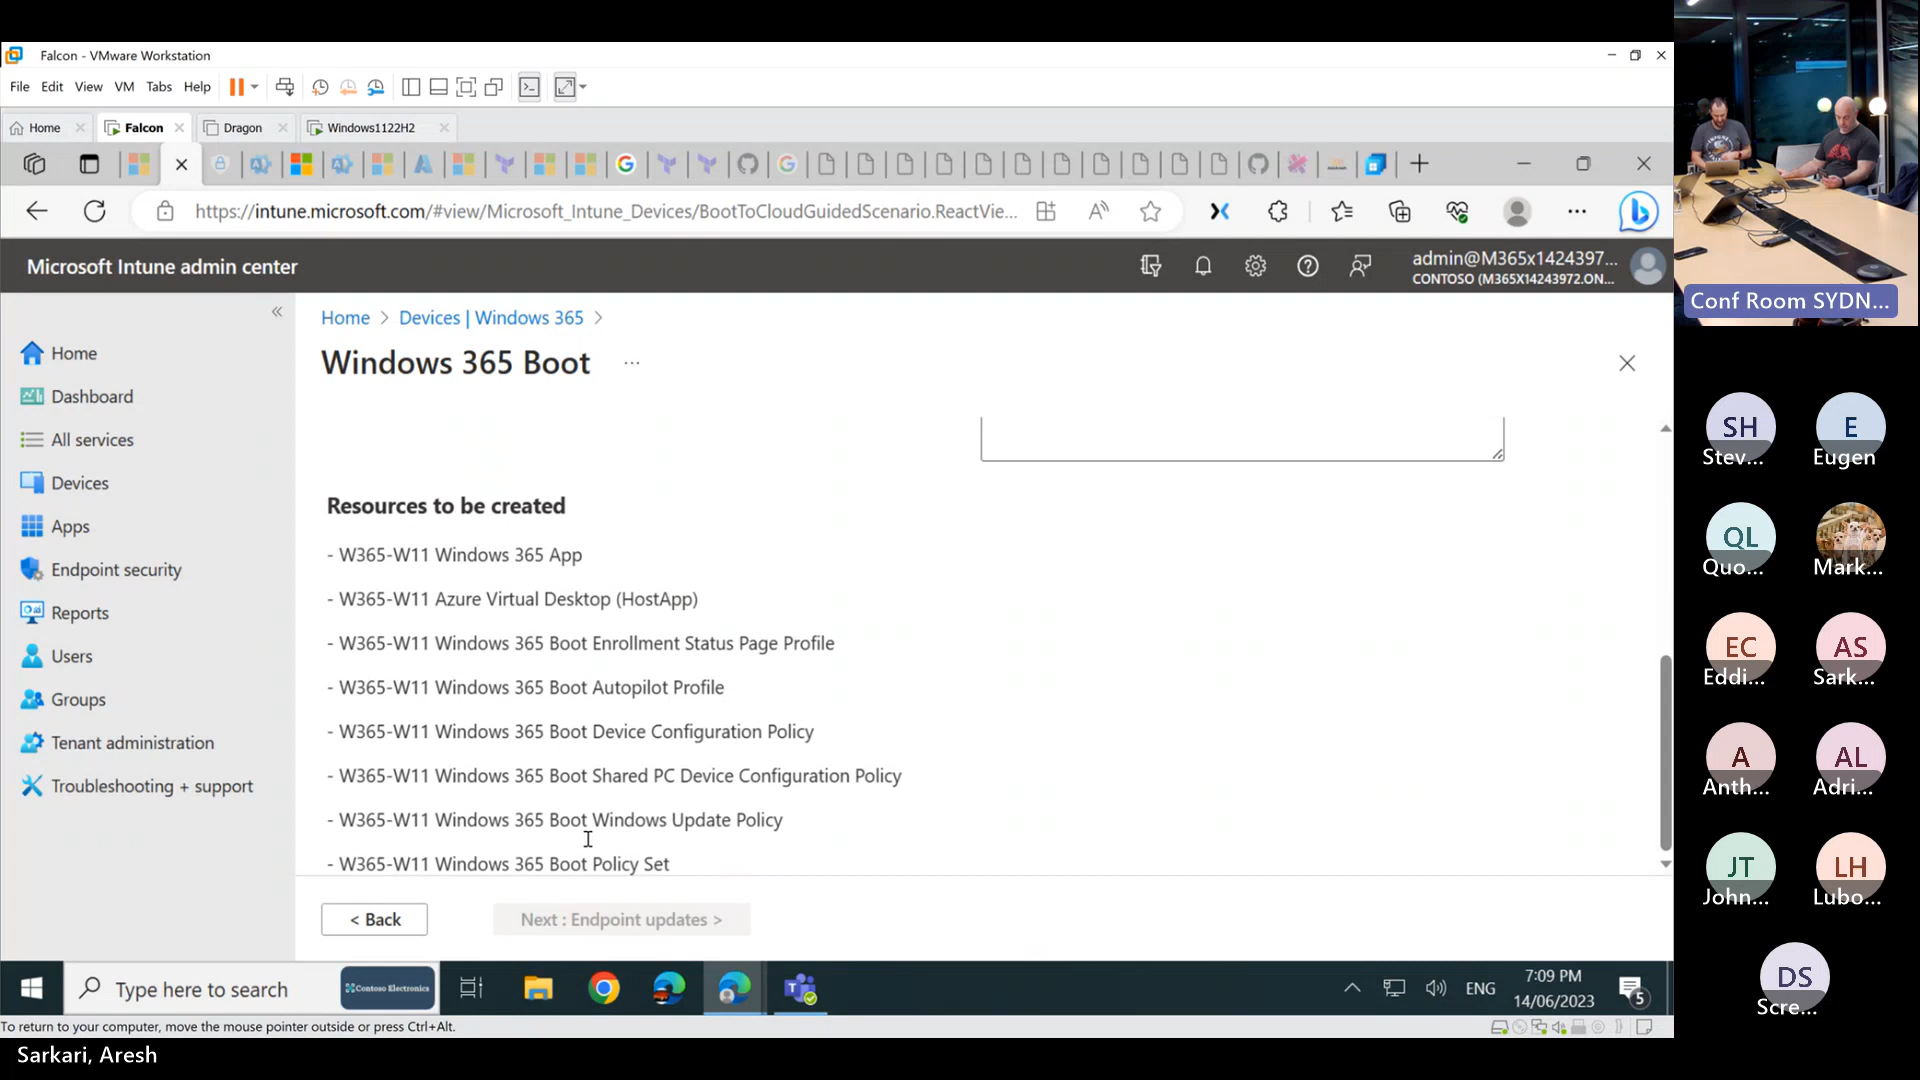 Falcon - VMware Workstation
File Edit View VM Tabs Help
Home
Falcon
Dragon
Windows1122H2
https://intune.microsoft.com/#view/Microsoft_Intune_Devices/BootToCloudGuidedScenario.ReactVie...
Microsoft Intune admin center
admin@M365x1424397...
CONTOSO (M365X14243972.ON...
Conf Room SYDN...
Home
Dashboard
All services
Devices
Apps
Endpoint security
Reports
Users
Groups
Tenant administration
Troubleshooting + support
Home > Devices | Windows 365 >
Windows 365 Boot ...
Resources to be created
- W365-W11 Windows 365 App
- W365-W11 Azure Virtual Desktop (HostApp)
- W365-W11 Windows 365 Boot Enrollment Status Page Profile
- W365-W11 Windows 365 Boot Autopilot Profile
- W365-W11 Windows 365 Boot Device Configuration Policy
- W365-W11 Windows 365 Boot Shared PC Device Configuration Policy
- W365-W11 Windows 365 Boot Windows Update Policy
- W365-W11 Windows 365 Boot Policy Set
< Back
Next : Endpoint updates >
SH
Stev...
E
Eugen
QL
Quo...
Mark...
EC
Eddi...
AS
Sark...
A
Anth...
AL
Adri...
JT
John...
LH
Lubo...
DS
Scre...
Type here to search
Contoso Electronics
ENG
7:09 PM
14/06/2023
5
To return to your computer, move the mouse pointer outside or press Ctrl+Alt.
Sarkari, Aresh